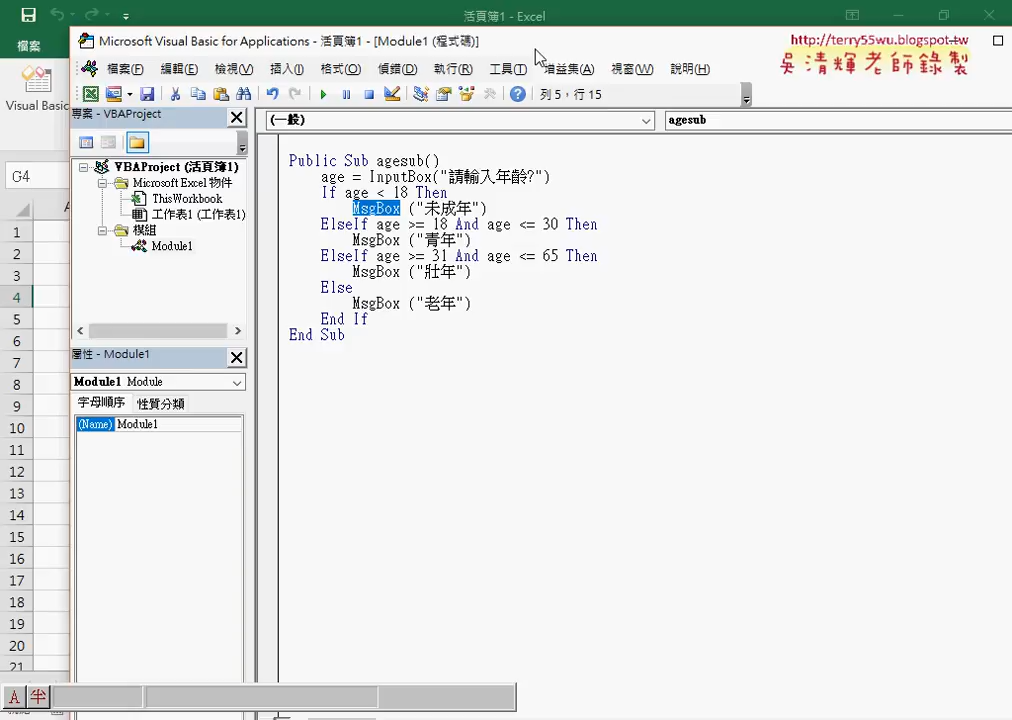 活頁簿1 - Excel
檔案
Microsoft Visual Basic for Applications - 活頁簿1 - [Module1 (程式碼)]
http://terry55wu.blogspot.tw
吳清輝老師錄製
檔案(F) 編輯(E) 檢視(V) 插入(I) 格式(O) 偵錯(D) 執行(R) 工具(T) 增益集(A) 視窗(W) 說明(H)
Visual Basic
列 5，行 15
專案 - VBAProject
(一般)
agesub
VBAProject (活頁簿1)
Microsoft Excel 物件
ThisWorkbook
工作表1 (工作表1)
模組
Module1
G4
Public Sub agesub()
age = InputBox("請輸入年齡?")
If age < 18 Then
MsgBox ("未成年")
ElseIf age >= 18 And age <= 30 Then
MsgBox ("青年")
ElseIf age >= 31 And age <= 65 Then
MsgBox ("壯年")
Else
MsgBox ("老年")
End If
End Sub
屬性 - Module1
Module1 Module
字母順序 性質分類
(Name) Module1
1
2
3
4
5
6
7
8
9
10
11
12
13
14
15
16
17
18
19
20
21
A 半